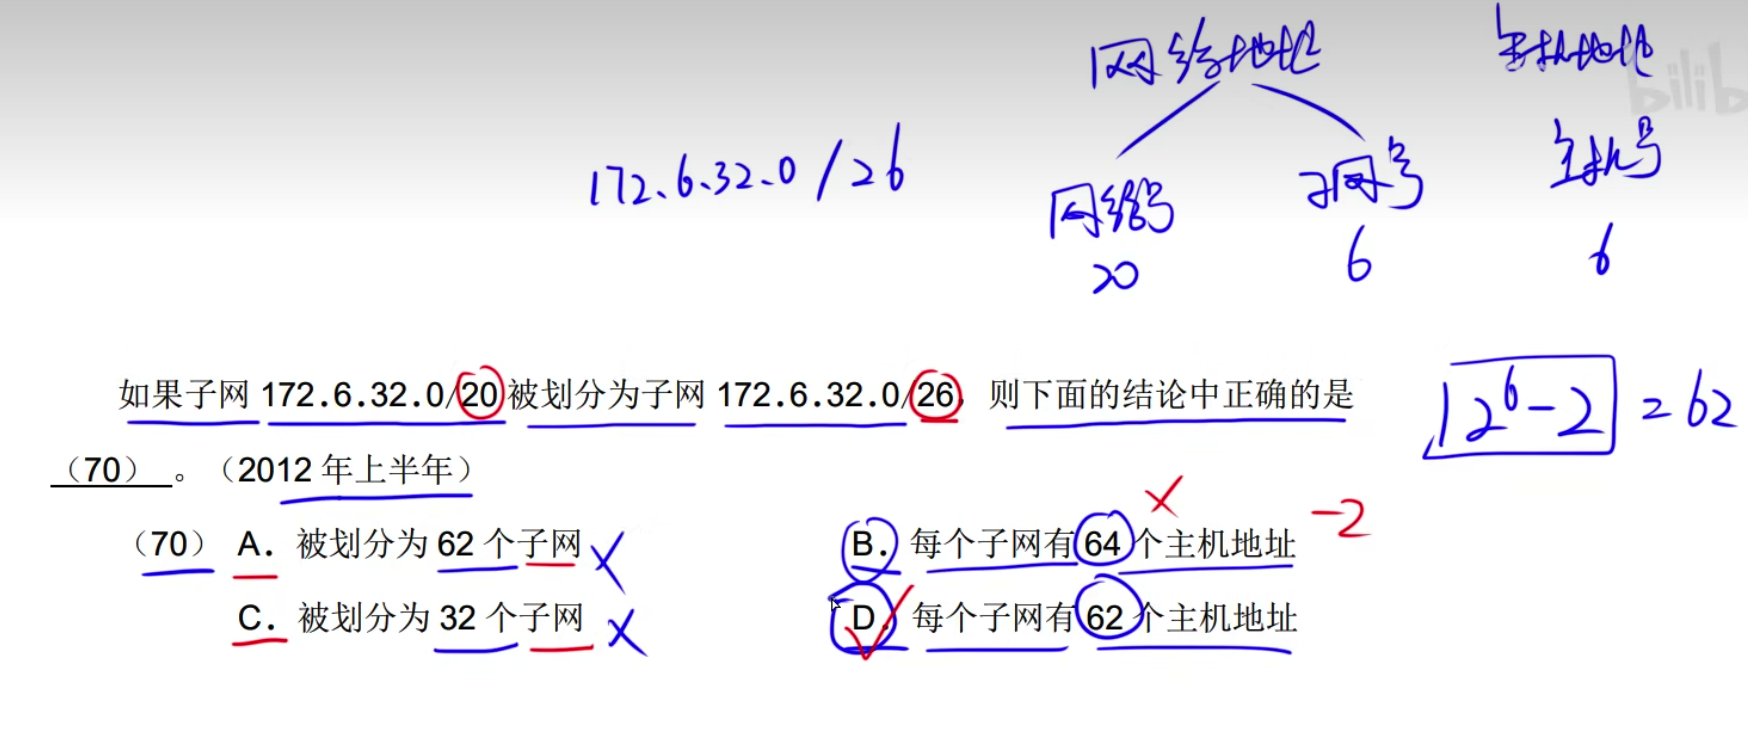 网络地址 主机地址
bilib
172.6.32.0/26
网络号 子网号 主机号
20 6 6
如果子网 172.6.32.0/20被划分为子网 172.6.32.0/26，则下面的结论中正确的是
2^6-2 = 62
（70） 。（2012 年上半年）
-2
（70） A. 被划分为 62 个子网 B. 每个子网有 64 个主机地址
C. 被划分为 32 个子网 D. 每个子网有 62 个主机地址